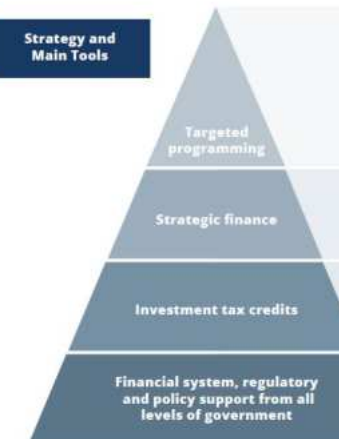 Strategy and
Main Tools
Targeted
programming
Strategic finance
Investment tax credits
Financial system, regulatory
and policy support from all
levels of government